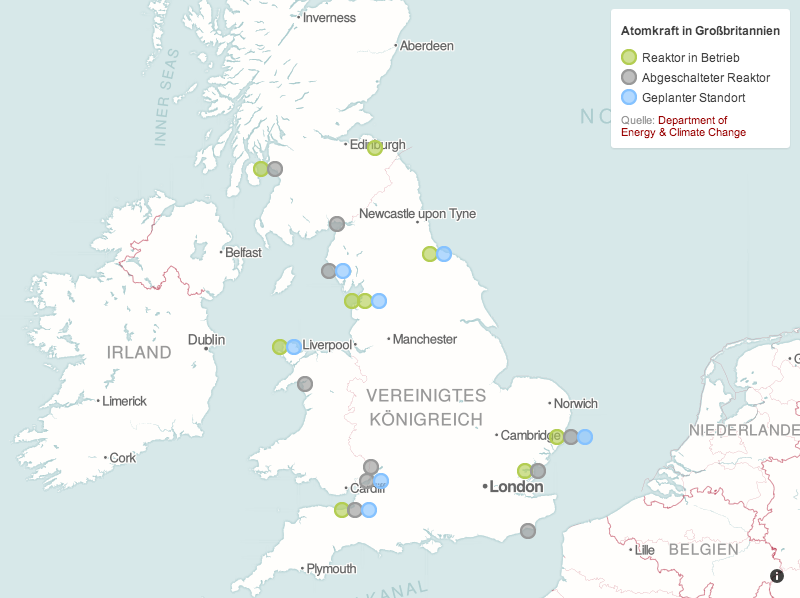 Inverness
Aberdeen
INNER SEAS
Atomkraft in Großbritannien
Reaktor in Betrieb
Abgeschalteter Reaktor
Geplanter Standort
Quelle: Department of
Energy & Climate Change
NO
Edinburgh
Newcastle upon Tyne
Belfast
Dublin
IRLAND
Liverpool
Manchester
Limerick
VEREINIGTES
KÖNIGREICH
Norwich
Cambridge
NIEDERLANDE
G
Cork
Cardiff
London
Lille
BELGIEN
Plymouth
KANAL
i